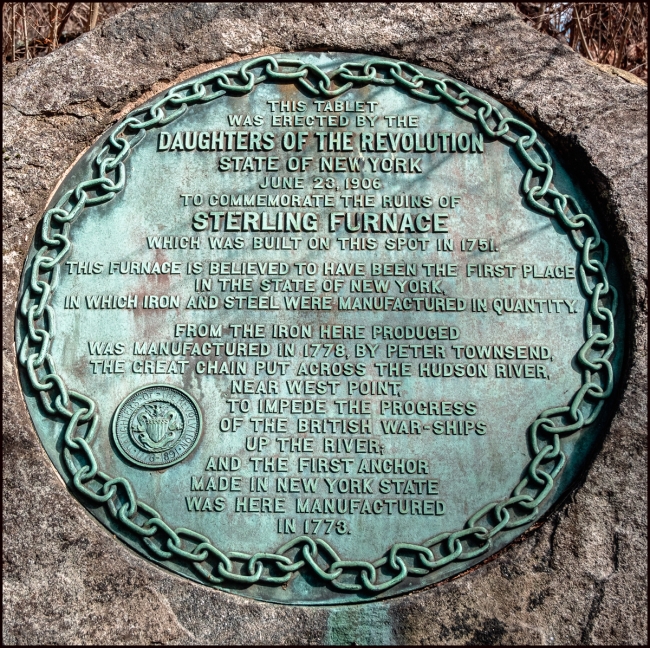 THIS TABLET
WAS ERECTED BY THE
DAUGHTERS OF THE REVOLUTION
STATE OF NEW YORK
JUNE 23, 1906
TO COMMEMORATE THE RUINS OF
STERLING FURNACE
WHICH WAS BUILT ON THIS SPOT IN 1751.
THIS FURNACE IS BELIEVED TO HAVE BEEN THE FIRST PLACE
IN THE STATE OF NEW YORK,
IN WHICH IRON AND STEEL WERE MANUFACTURED IN QUANTITY.
FROM THE IRON HERE PRODUCED
WAS MANUFACTURED IN 1778, BY PETER TOWNSEND,
THE GREAT CHAIN PUT ACROSS THE HUDSON RIVER,
NEAR WEST POINT,
TO IMPEDE THE PROGRESS
OF THE BRITISH WAR-SHIPS
UP THE RIVER;
AND THE FIRST ANCHOR
MADE IN NEW YORK STATE
WAS HERE MANUFACTURED
IN 1773.